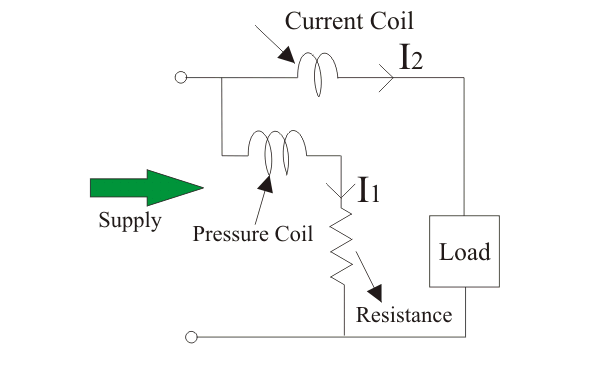 Current Coil
I2
Supply
Pressure Coil
I1
Load
Resistance